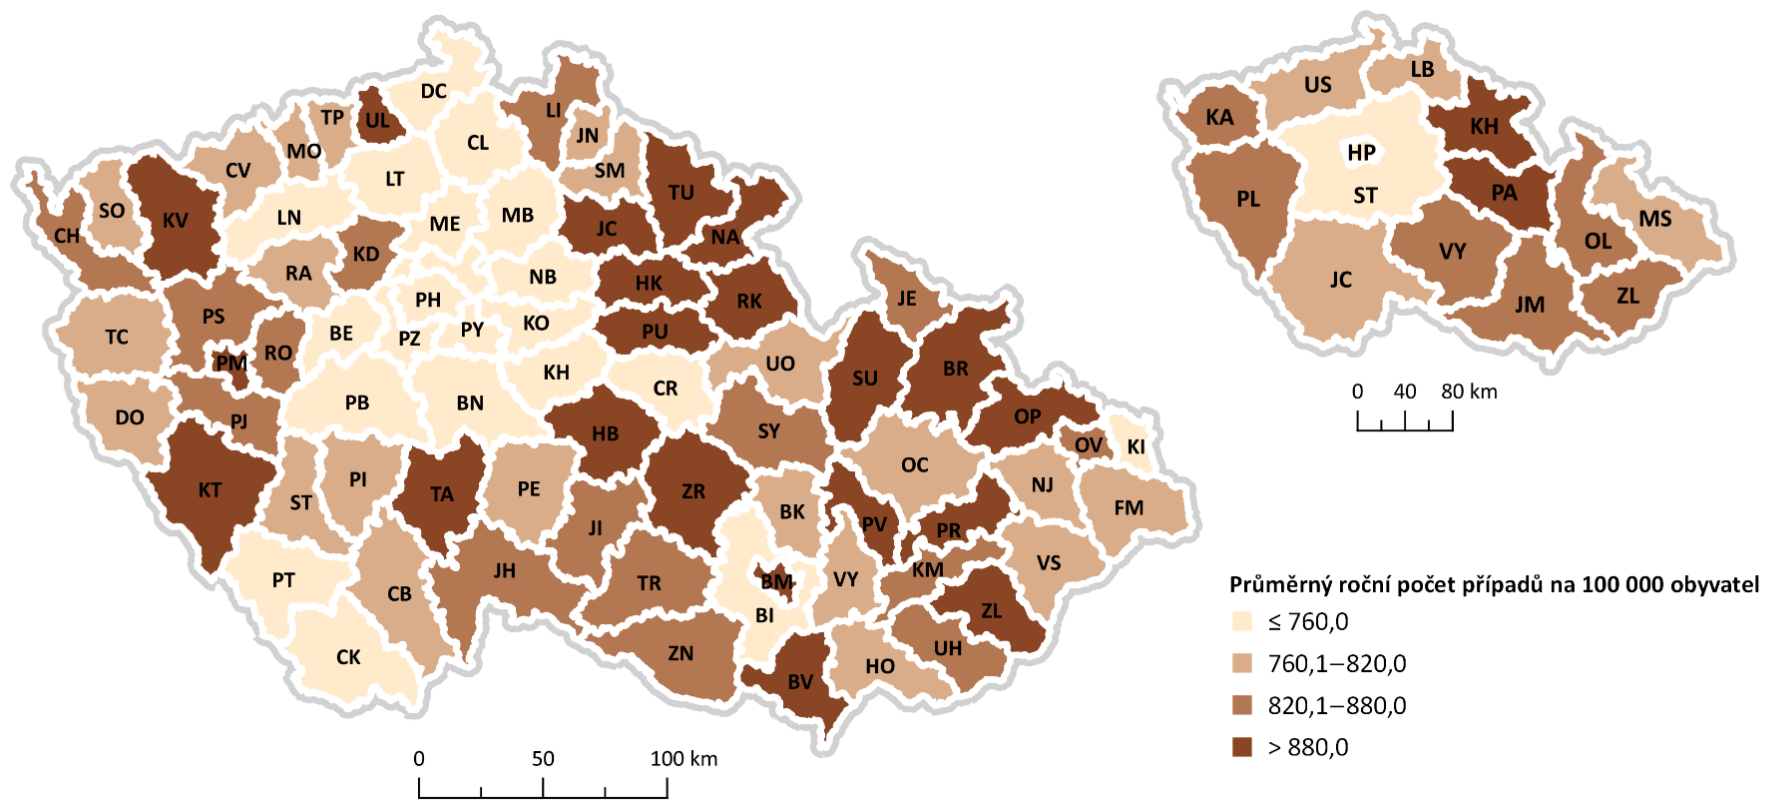 DC
LI
TP
UL
JN
MO
CL
CV
SM
LT
TU
SO
KV
LN
ME
MB
JC
NA
CH
RA
KD
NB
HK
RK
PH
PS
TC
BE
PZ
PY
KO
PU
JE
RO
PM
UO
KH
CR
SU
BR
DO
PJ
PB
BN
HB
SY
OP
OV
KI
KT
ST
PI
TA
PE
ZR
OC
NJ
FM
JI
BK
PV
PR
PT
CB
JH
TR
BM
VY
KM
VS
BI
ZL
CK
ZN
BV
HO
UH
0 50 100 km
US
LB
KA
KH
HP
PL
ST
PA
MS
VY
OL
JC
JM
ZL
0 40 80 km
Průměrný roční počet případů na 100 000 obyvatel
≤ 760,0
760,1–820,0
820,1–880,0
> 880,0